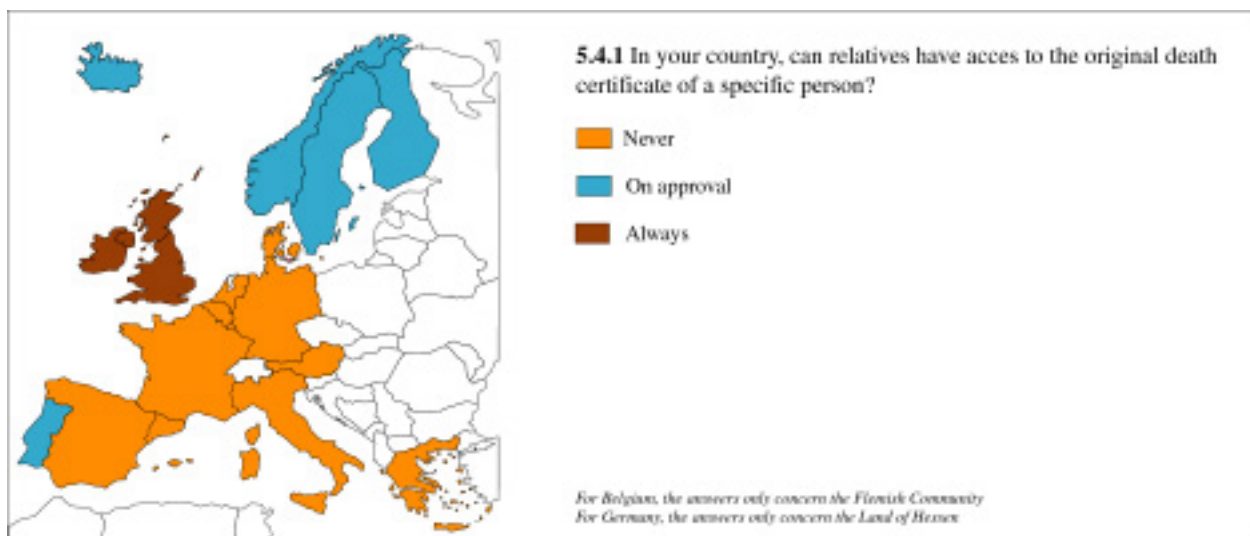 5.4.1 In your country, can relatives have acces to the original death
certificate of a specific person?
Never
On approval
Always
For Belgium, the answers only concern the Flemish Community
For Germany, the answers only concern the Land of Hessen